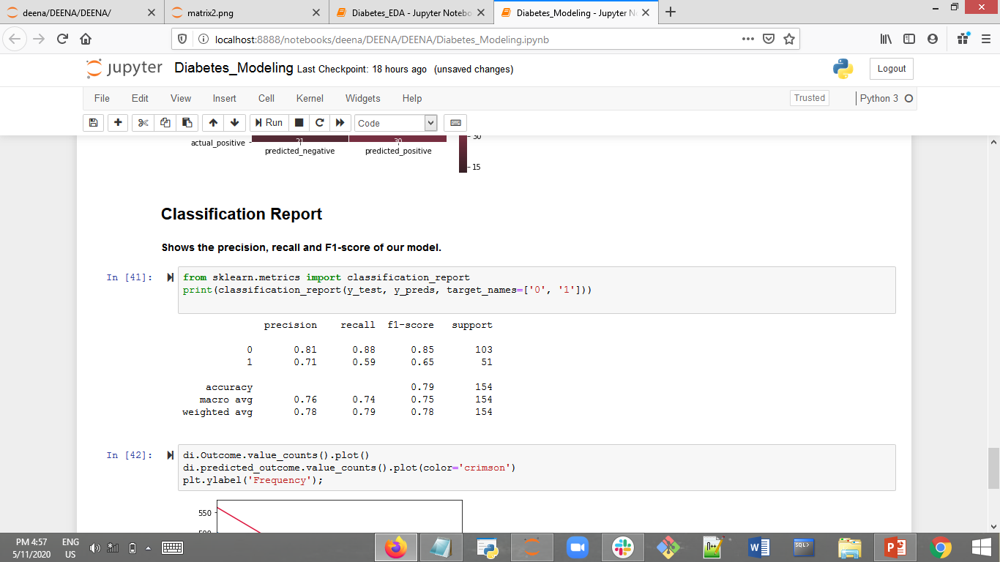 deena/DEENA/DEENA/
matrix2.png
Diabetes_EDA - Jupyter Notebo
Diabetes_Modeling - Jupyter N
localhost:8888/notebooks/deena/DEENA/DEENA/Diabetes_Modeling.ipynb
jupyter Diabetes_Modeling Last Checkpoint: 18 hours ago (unsaved changes)
Logout
File Edit View Insert Cell Kernel Widgets Help
Trusted
Python 3
Run
Code
actual_positive
21 30
predicted_negative predicted_positive
30
15
Classification Report
Shows the precision, recall and F1-score of our model.
In [41]:
from sklearn.metrics import classification_report
print(classification_report(y_test, y_preds, target_names=['0', '1']))
precision recall f1-score support
0 0.81 0.88 0.85 103
1 0.71 0.59 0.65 51
accuracy 0.79 154
macro avg 0.76 0.74 0.75 154
weighted avg 0.78 0.79 0.78 154
In [42]:
di.Outcome.value_counts().plot()
di.predicted_outcome.value_counts().plot(color='crimson')
plt.ylabel('Frequency');
550
PM 4:57
5/11/2020
ENG
US
SQL>